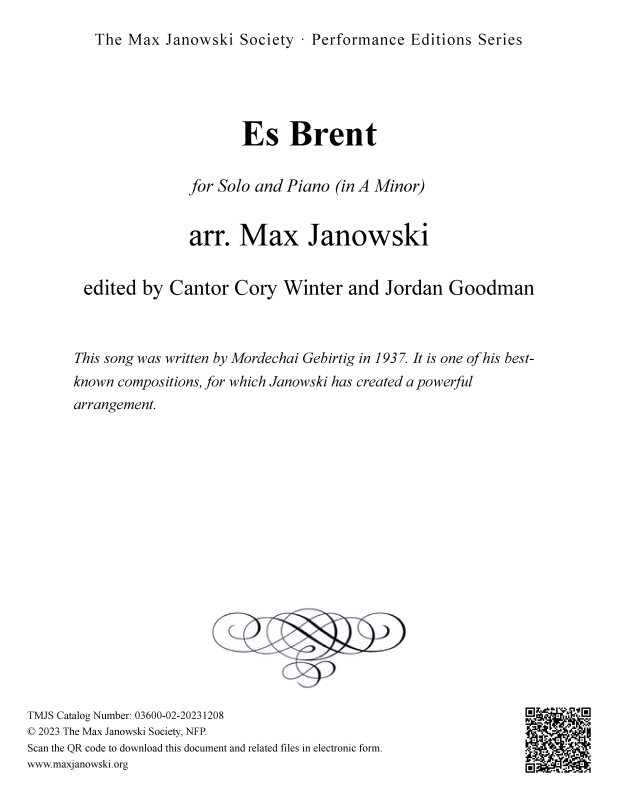 The Max Janowski Society · Performance Editions Series
Es Brent
for Solo and Piano (in A Minor)
arr. Max Janowski
edited by Cantor Cory Winter and Jordan Goodman
This song was written by Mordechai Gebirtig in 1937. It is one of his best-
known compositions, for which Janowski has created a powerful
arrangement.
TMJS Catalog Number: 03600-02-20231208
© 2023 The Max Janowski Society, NFP.
Scan the QR code to download this document and related files in electronic form.
www.maxjanowski.org